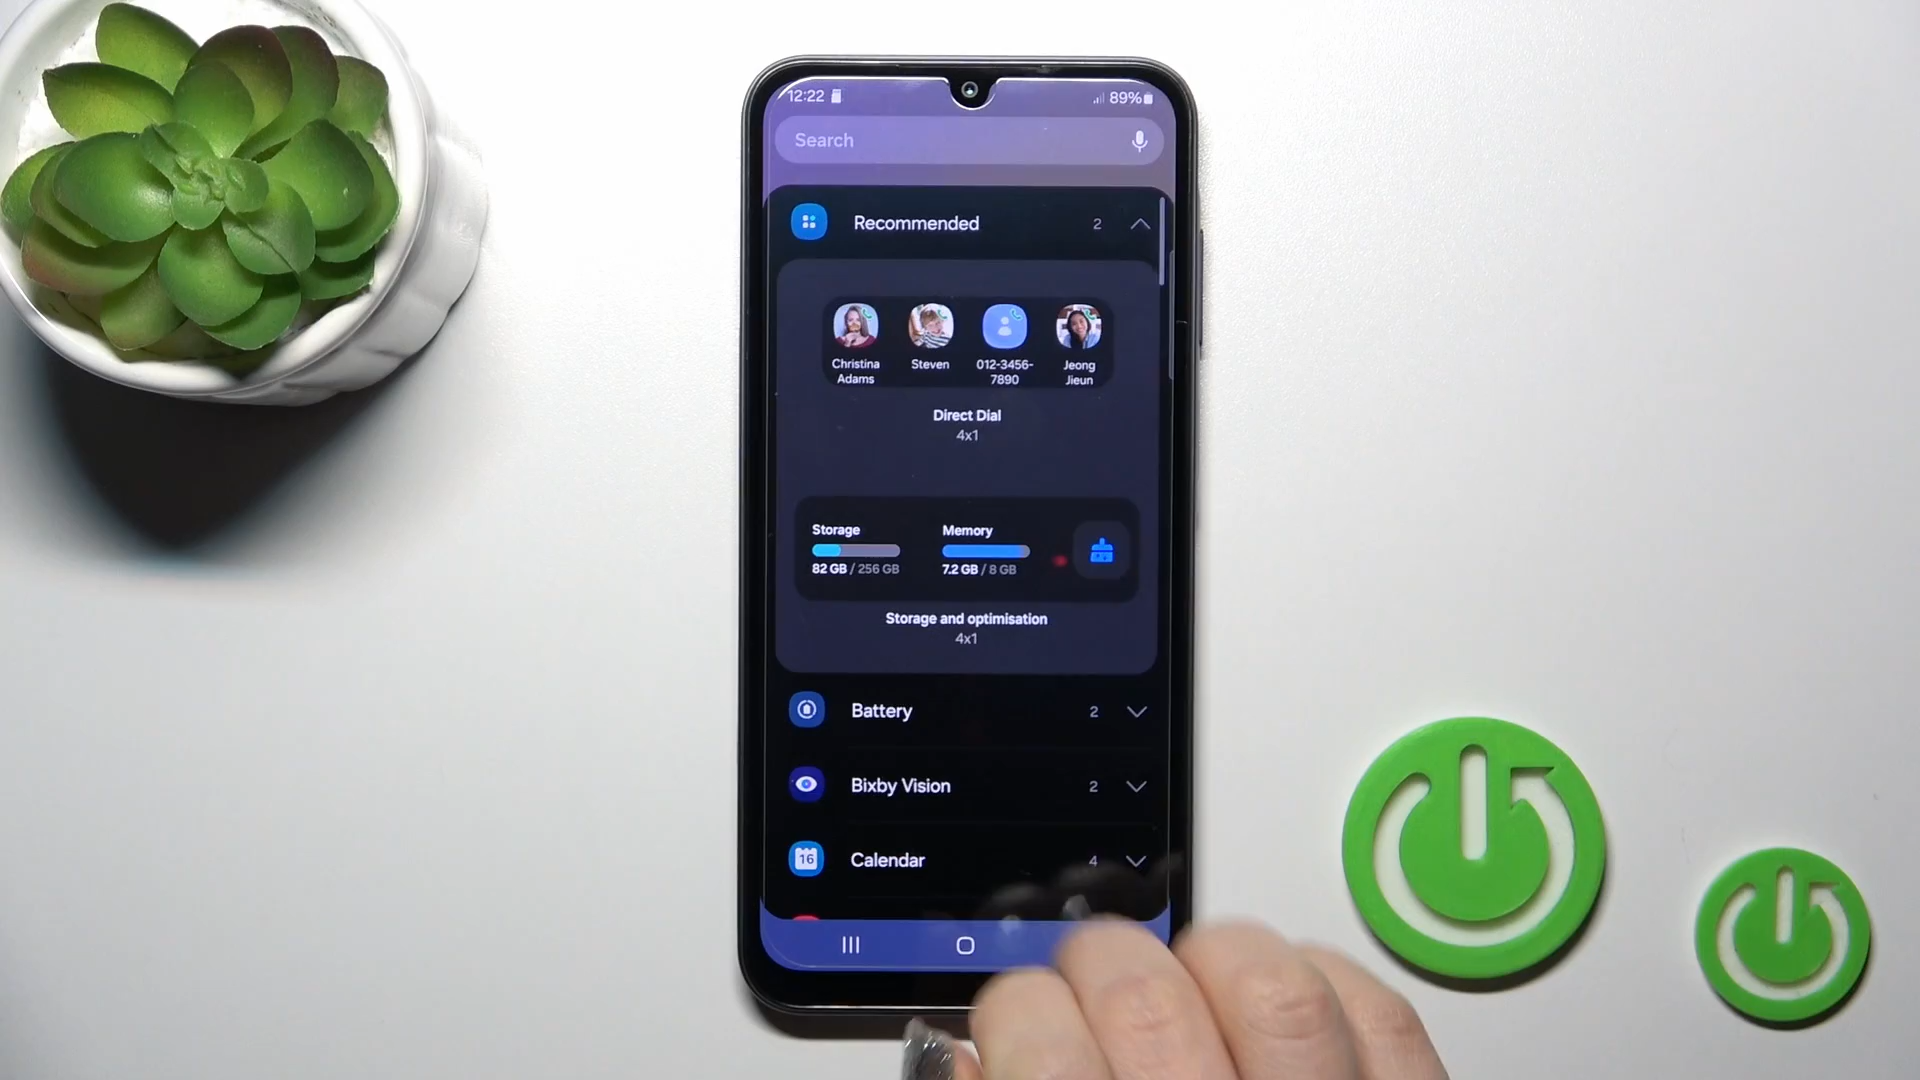 12:22 89%
Search
Recommended 2
Christina Adams
Steven
012-3456-7890
Jeong Jieun
Direct Dial
4x1
Storage
82 GB / 256 GB
Memory
7.2 GB / 8 GB
Storage and optimisation
4x1
Battery 2
Bixby Vision 2
16 Calendar 4